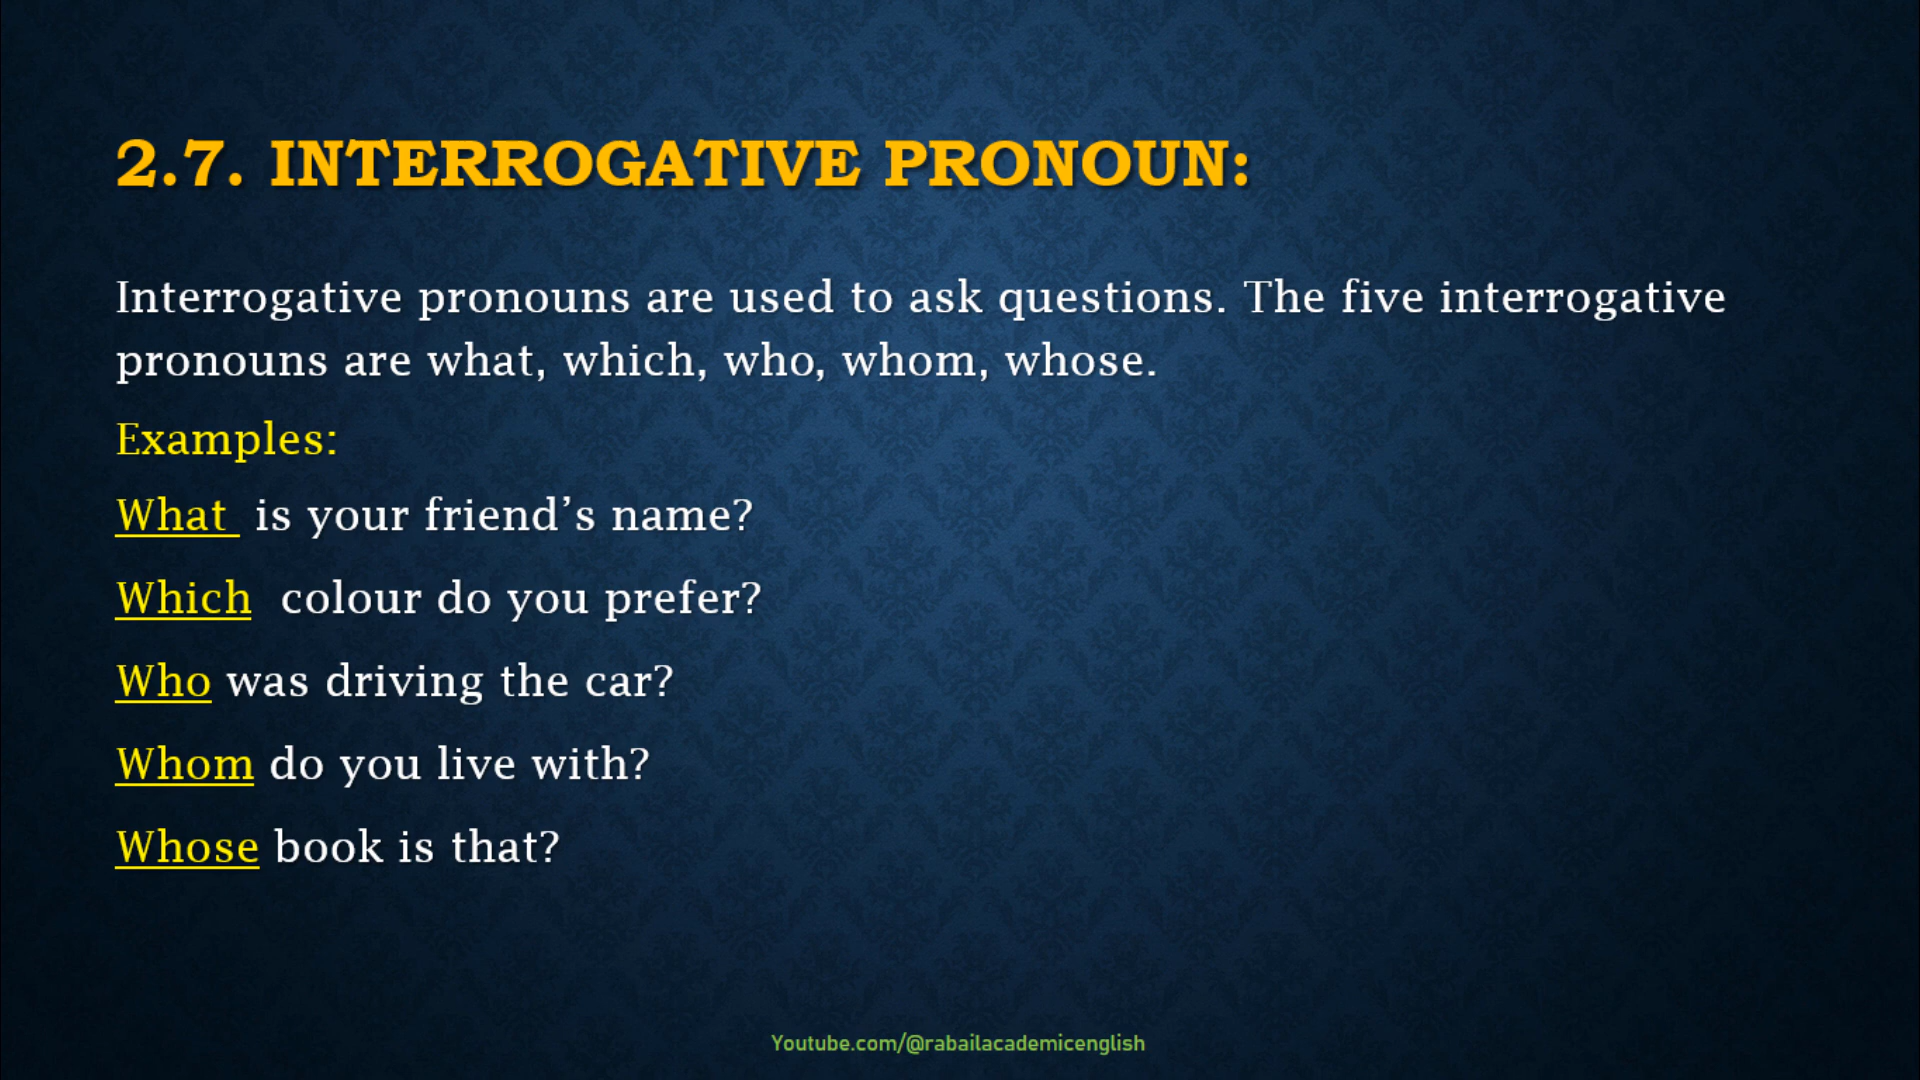 2.7. INTERROGATIVE PRONOUN:
Interrogative pronouns are used to ask questions. The five interrogative
pronouns are what, which, who, whom, whose.
Examples:
What is your friend’s name?
Which colour do you prefer?
Who was driving the car?
Whom do you live with?
Whose book is that?
Youtube.com/@rabailacademicenglish